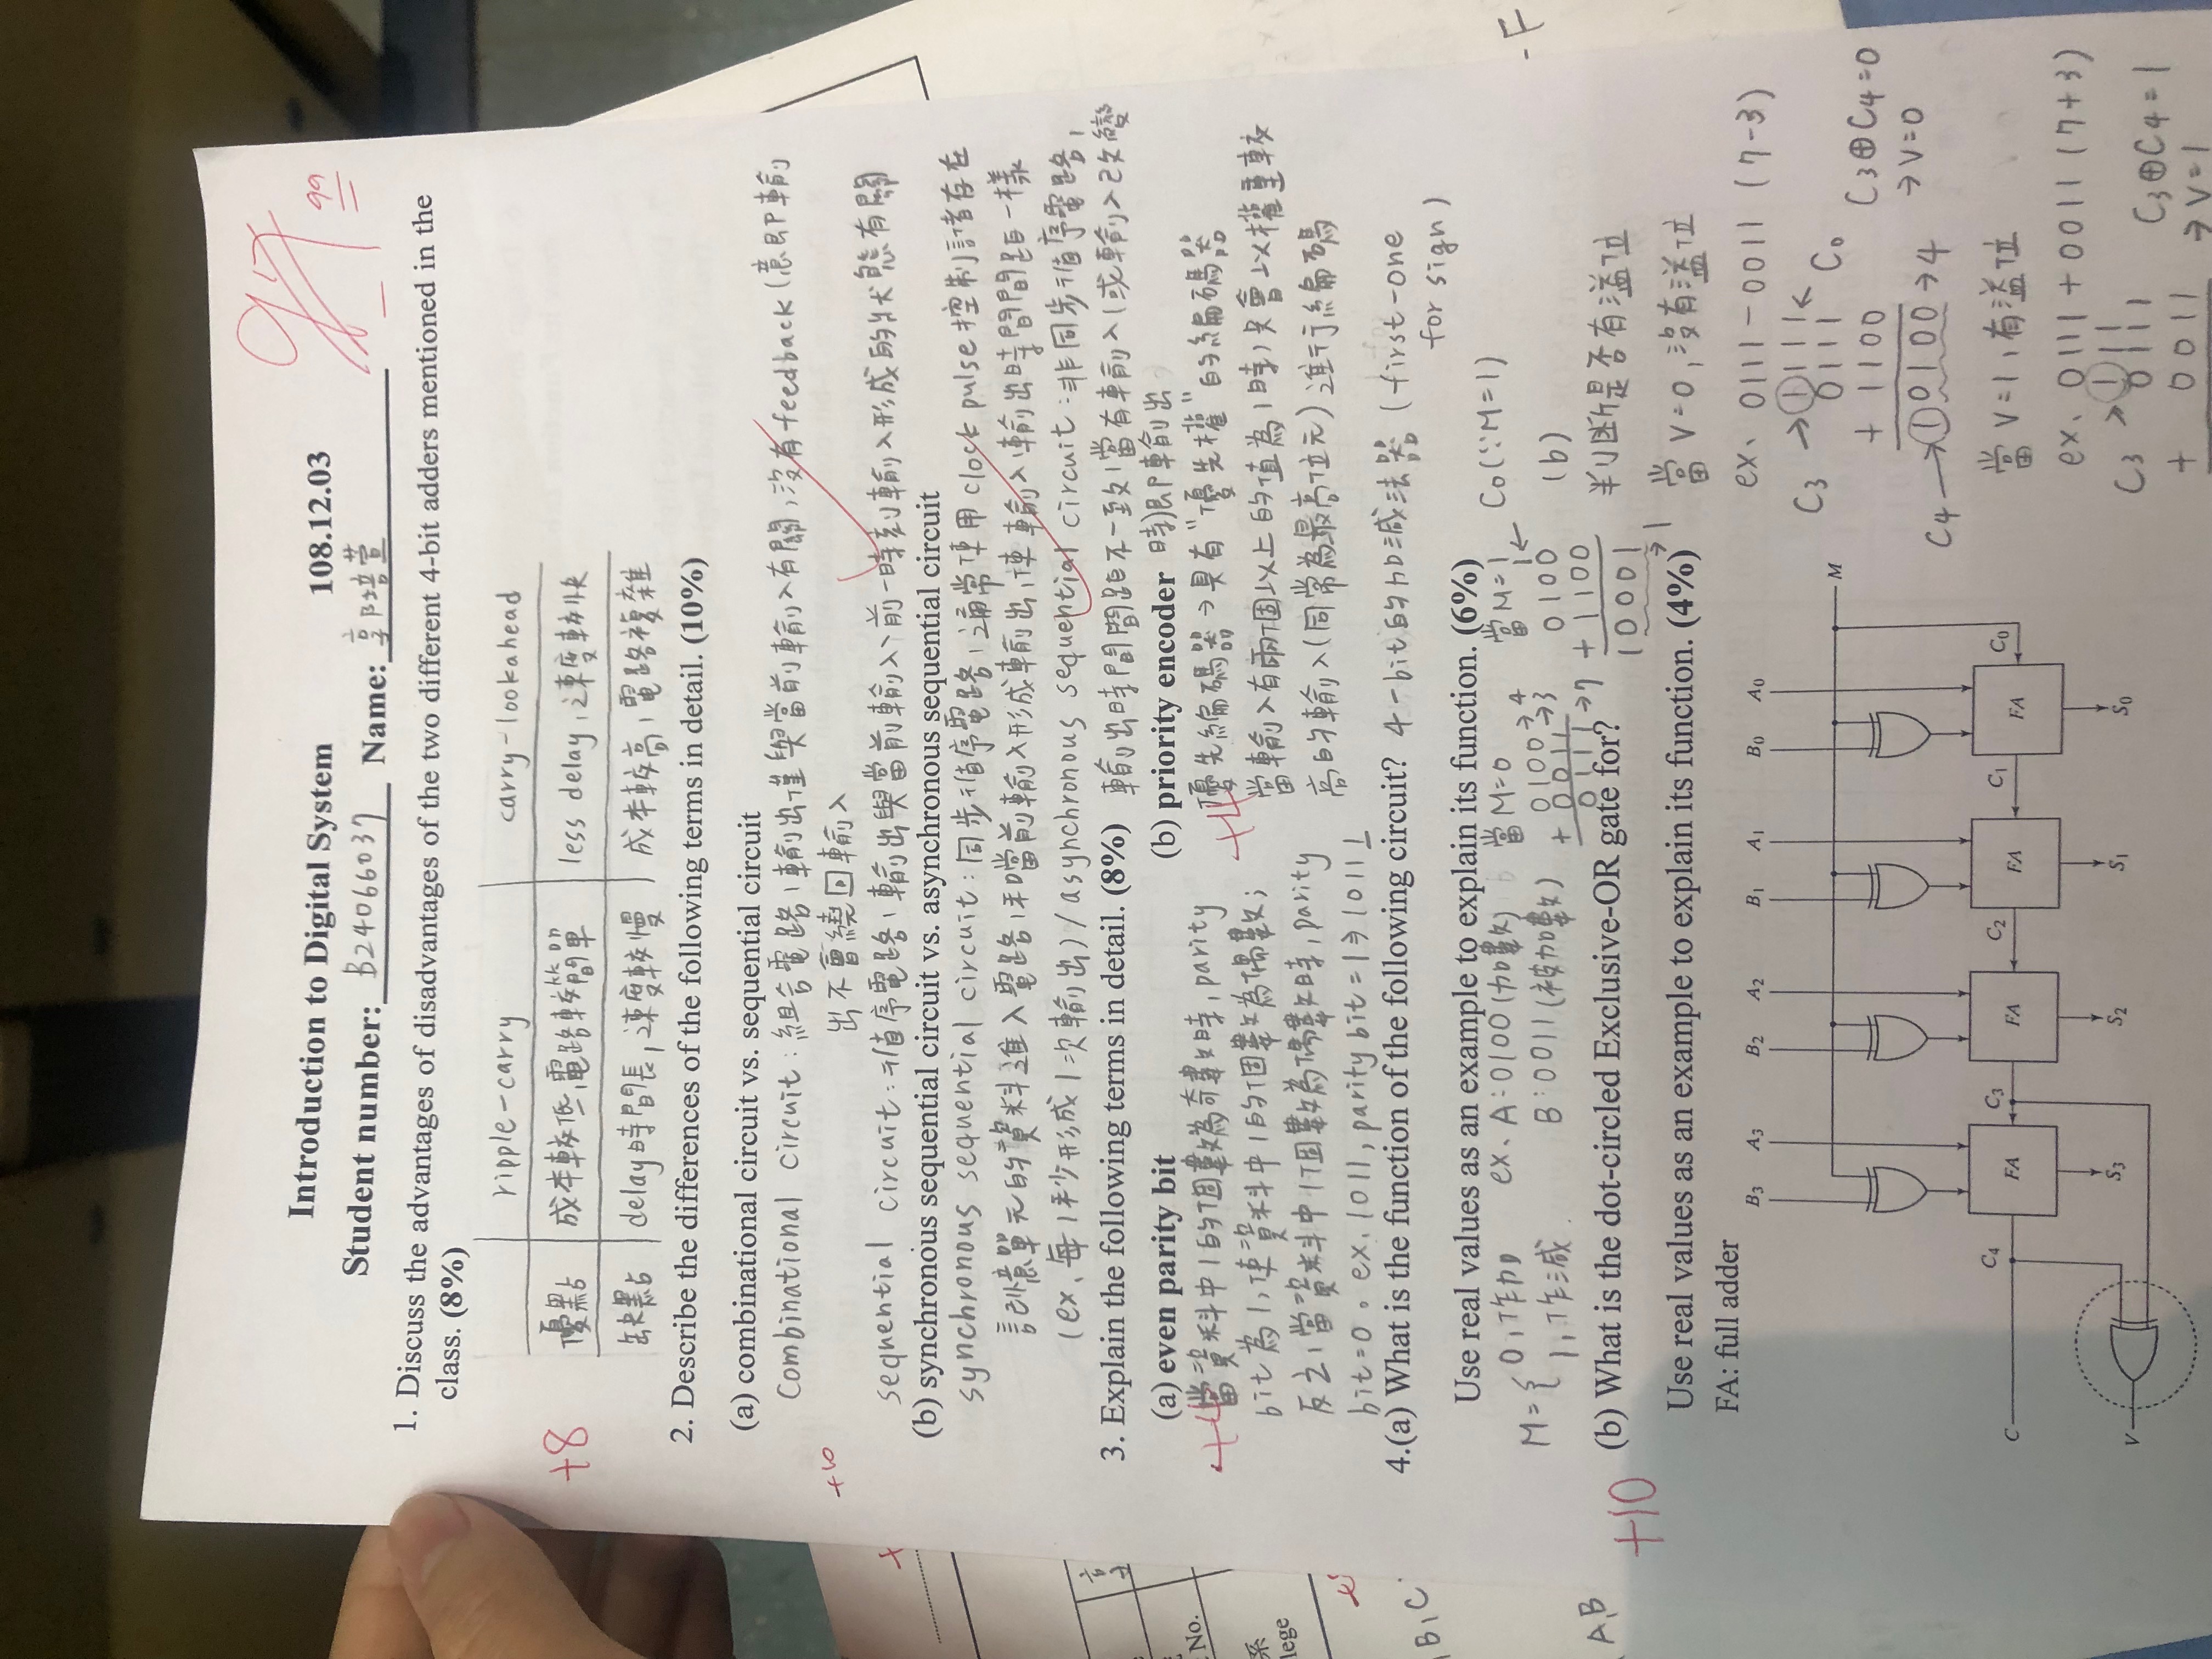 Introduction to Digital System 108.12.03
97
99
Student number: B24066037 Name: 郭培萱
1. Discuss the advantages of disadvantages of the two different 4-bit adders mentioned in the
class. (8%)
ripple-carry carry-lookahead
+8
優點 成本較低,電路較簡單 less delay,速度較快
缺點 delay時間長,速度較慢 成本較高,電路複雜
2. Describe the differences of the following terms in detail. (10%)
(a) combinational circuit vs. sequential circuit
Combinational circuit:組合電路,輸出僅與當前輸入有關,沒有feedback(意即輸
+10
出不會繞回輸入
sequential circuit:循序電路,輸出與當前輸入、前一時刻輸入形成的狀態有關
(b) synchronous sequential circuit vs. asynchronous sequential circuit
synchronous sequential circuit:同步循序電路,通常使用clock pulse控制儲存在
記憶單元的資料進入電路,和當前輸入形成輸出,使輸入、輸出時間間距一樣
(ex、每1秒形成1次輸出)/asynchronous sequential circuit:非同步循序電路,
3. Explain the following terms in detail. (8%) 輸出時間間距不一致,當有輸入(或輸入改變
(a) even parity bit (b) priority encoder 時)即輸出
+4 當資料中1的個數為奇數時,parity
bit為1,使資料中1的個數為偶數;
反之,當資料中1個數為偶數時,parity
bit=0。ex.1011,parity bit=1→10111
+4 優先編碼器→具有"優先權"的編碼器
當輸入有兩個以上的值為1時,只會以權重較
高的輸入(同常為最高位元)進行編碼
4.(a) What is the function of the following circuit? 4-bit的加減法器(first-one
for sign)
Use real values as an example to explain its function. (6%)
M={0,作加
1,作減
ex、A:0100(加數)
B:0011(被加數)
當M=0
0100→4
+0011→3
0111→7
當M=1
1← C0(∵M=1)
0100
+1100
10001
→1
+10
(b) What is the dot-circled Exclusive-OR gate for?
Use real values as an example to explain its function. (4%)
(b)
判斷是否有溢位
當V=0,沒有溢位
ex、0111-0011(7-3)
C3→1111← C0
0111
+1100
C4→10100→4
C3⊕C4=0
→V=0
當V=1,有溢位
ex、0111+0011(7+3)
C3→111
0111
+0011
C3⊕C4=1
→V=1
FA: full adder
B3 A3 B2 A2 B1 A1 B0 A0
M
C C4 FA C3 FA C2 FA C1 FA C0
S3 S2 S1 S0
V
No.
系
lege
B,C
A,B
-F